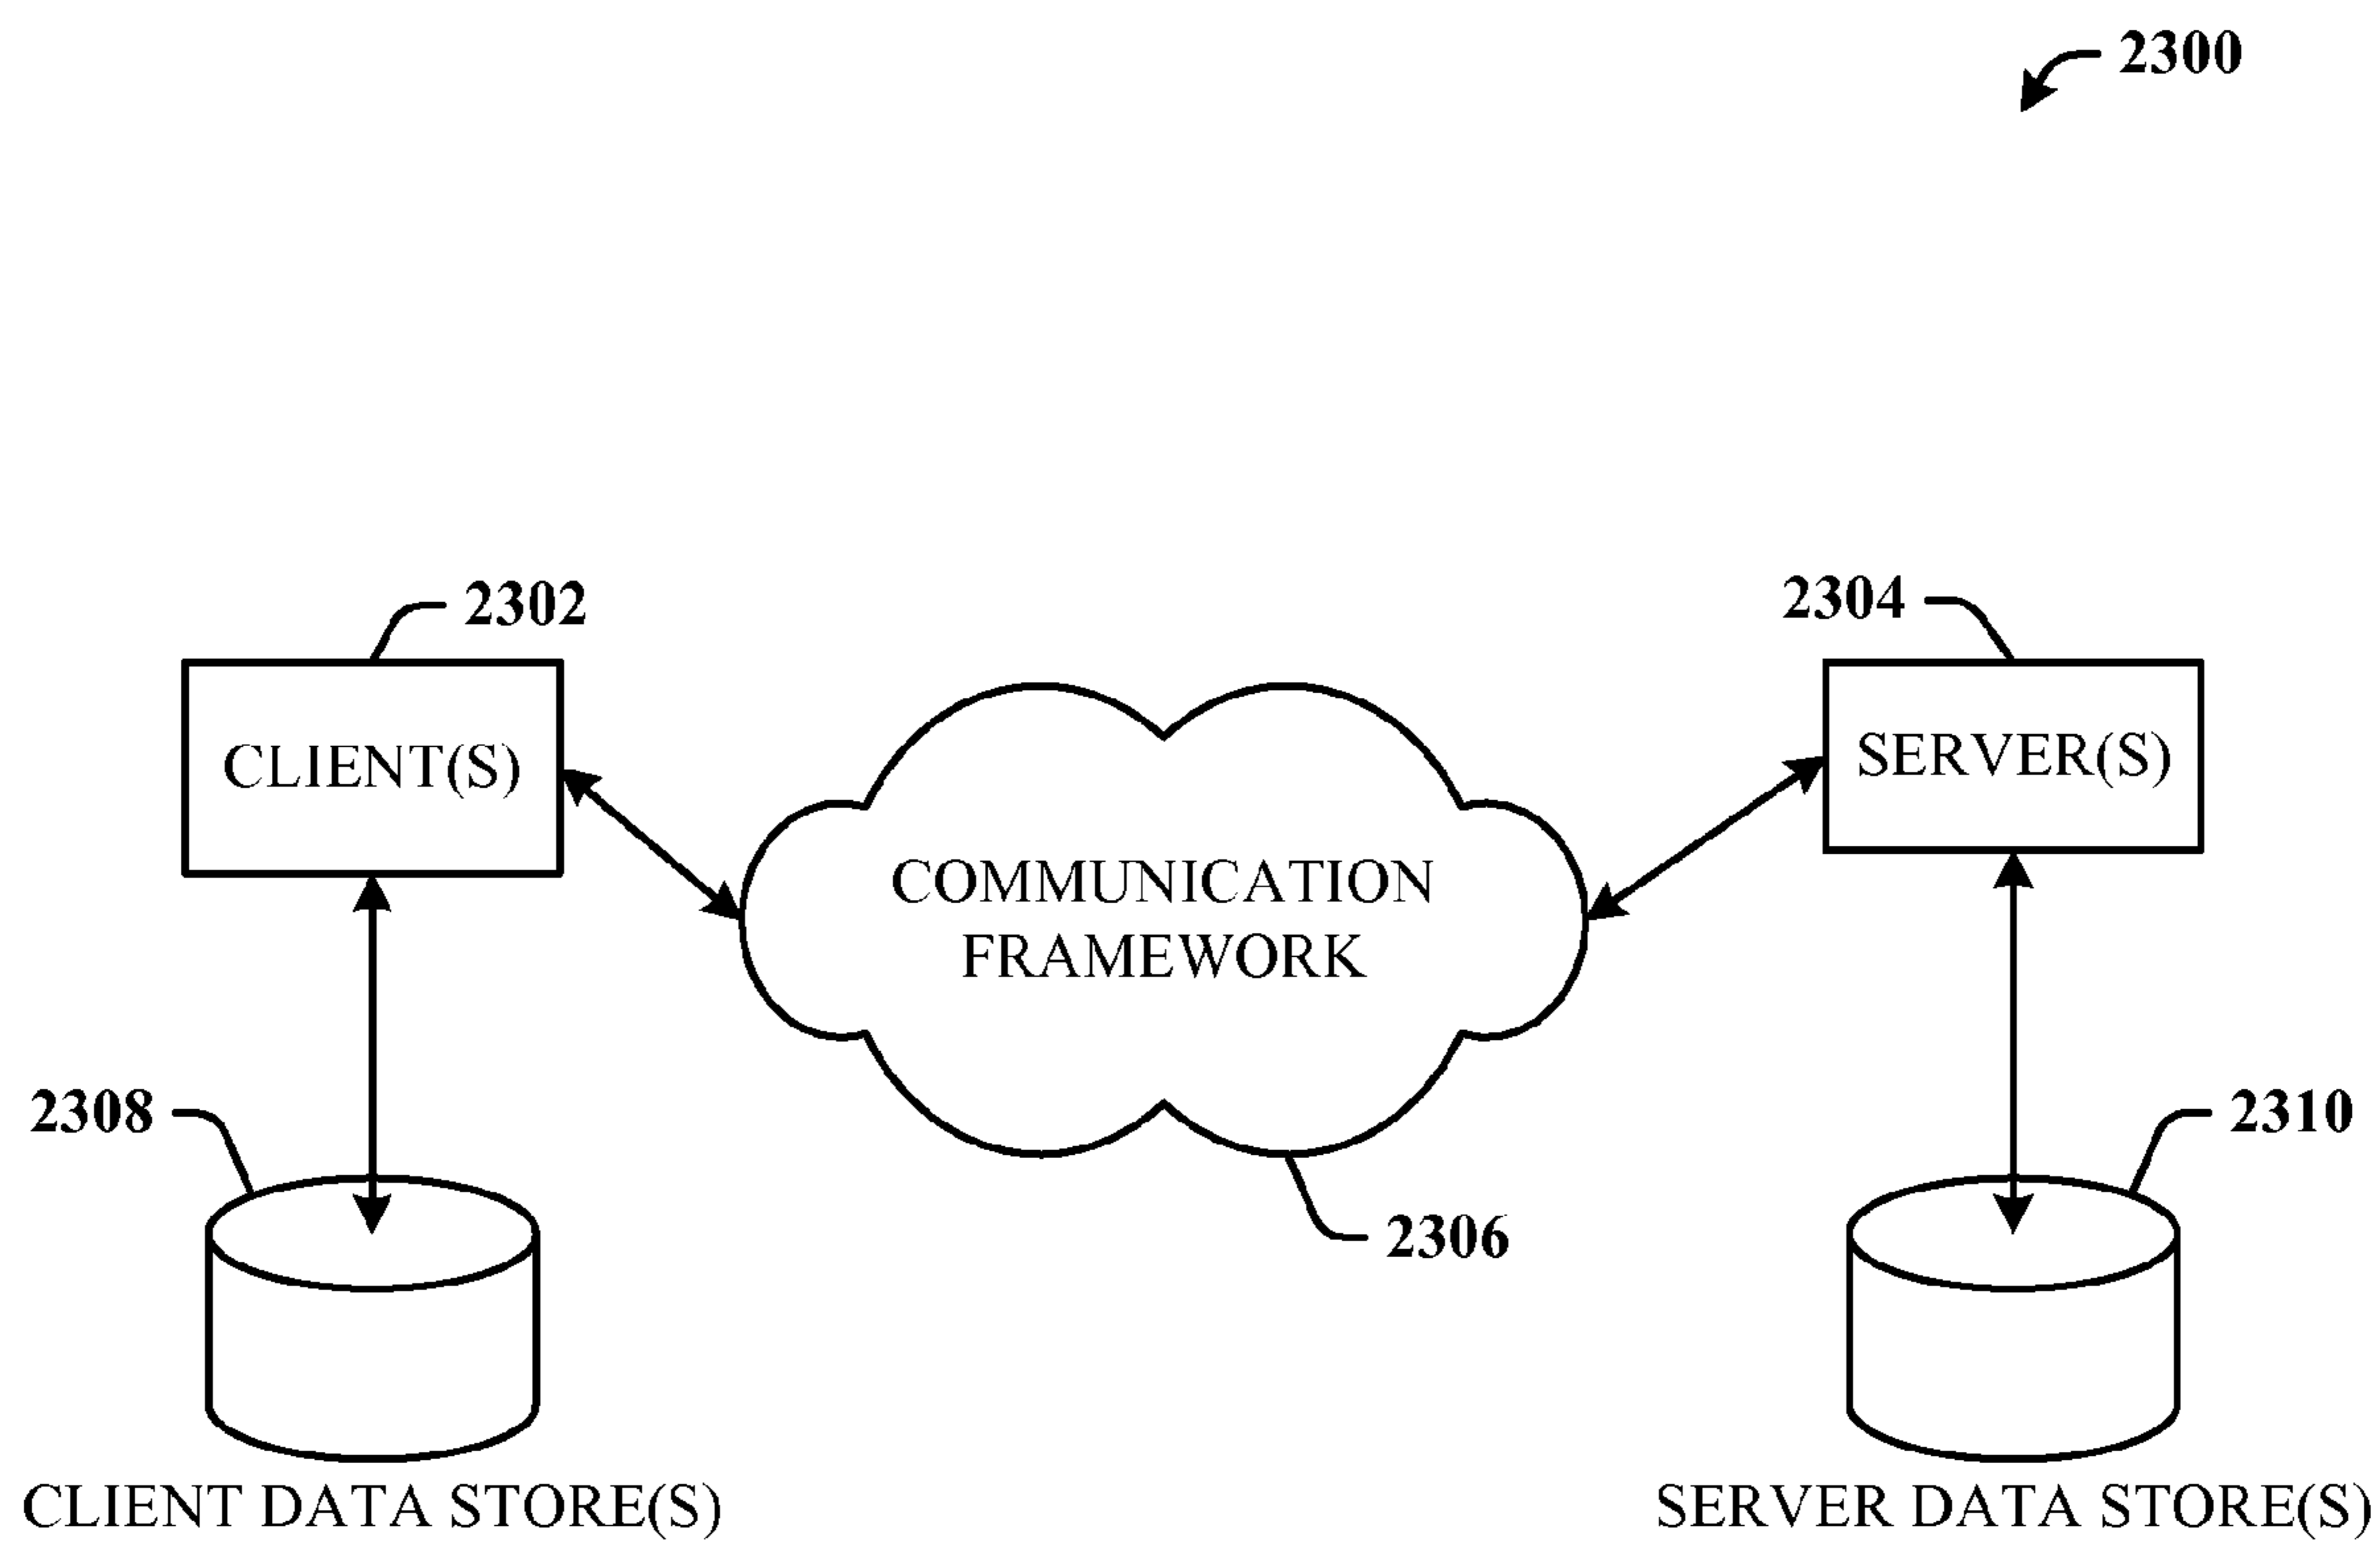 2300
2302
2304
CLIENT(S)
SERVER(S)
COMMUNICATION
FRAMEWORK
2308
2310
2306
CLIENT DATA STORE(S)
SERVER DATA STORE(S)